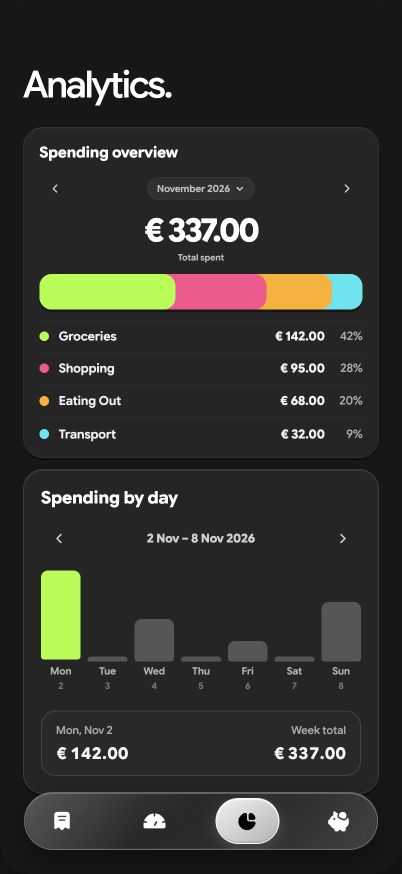 Analytics.
Spending overview
November 2026
€ 337.00
Total spent
Groceries € 142.00 42%
Shopping € 95.00 28%
Eating Out € 68.00 20%
Transport € 32.00 9%
Spending by day
2 Nov – 8 Nov 2026
Mon Tue Wed Thu Fri Sat Sun
2 3 4 5 6 7 8
Mon, Nov 2 Week total
€ 142.00 € 337.00